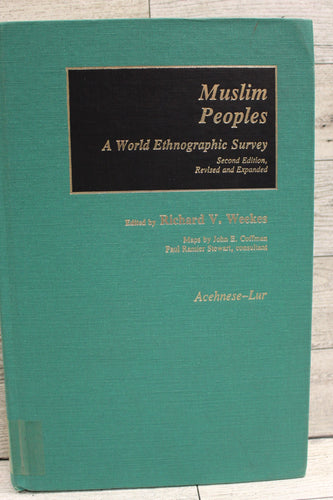 Muslim
Peoples
A World Ethnographic Survey
Second Edition,
Revised and Expanded
Edited by Richard V. Weekes
Maps by John E. Coffman
Paul Ramier Stewart, consultant
Acehnese–Lur